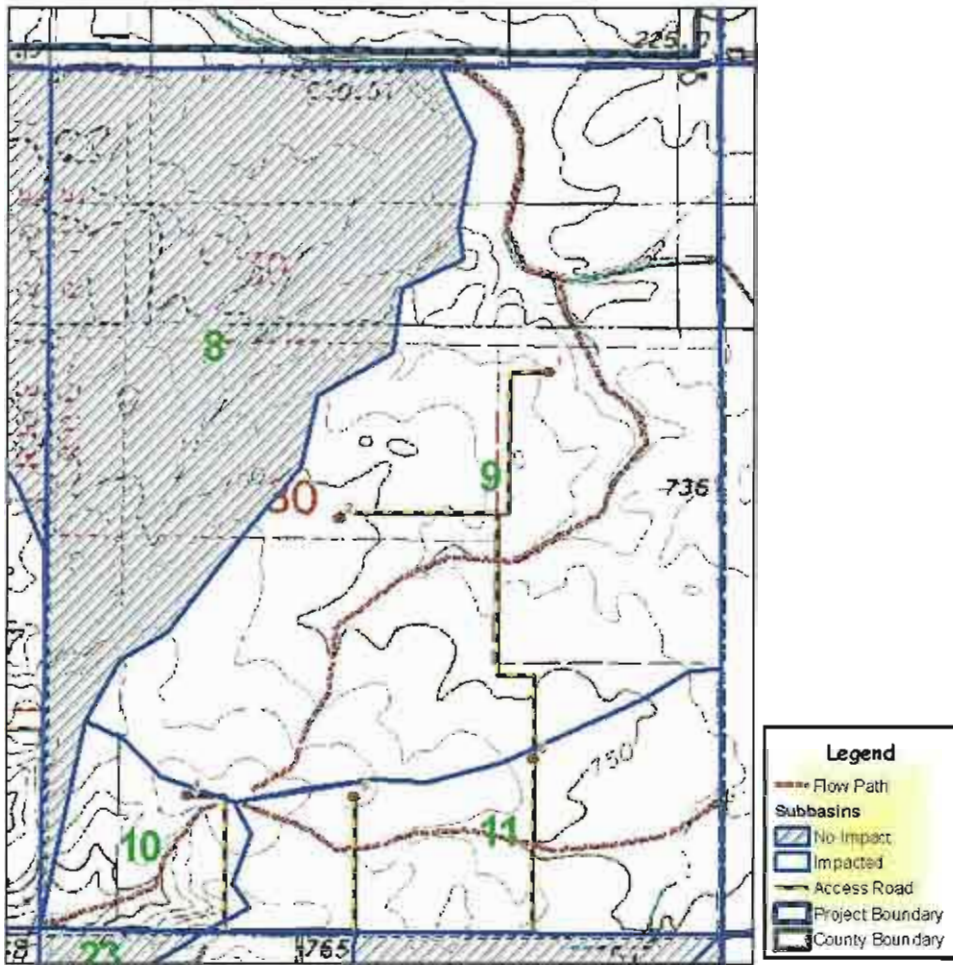 225
8
9
30
736
750
10
11
23
765
Legend
Flow Path
Subbasins
No Impact
Impacted
Access Road
Project Boundary
County Boundary